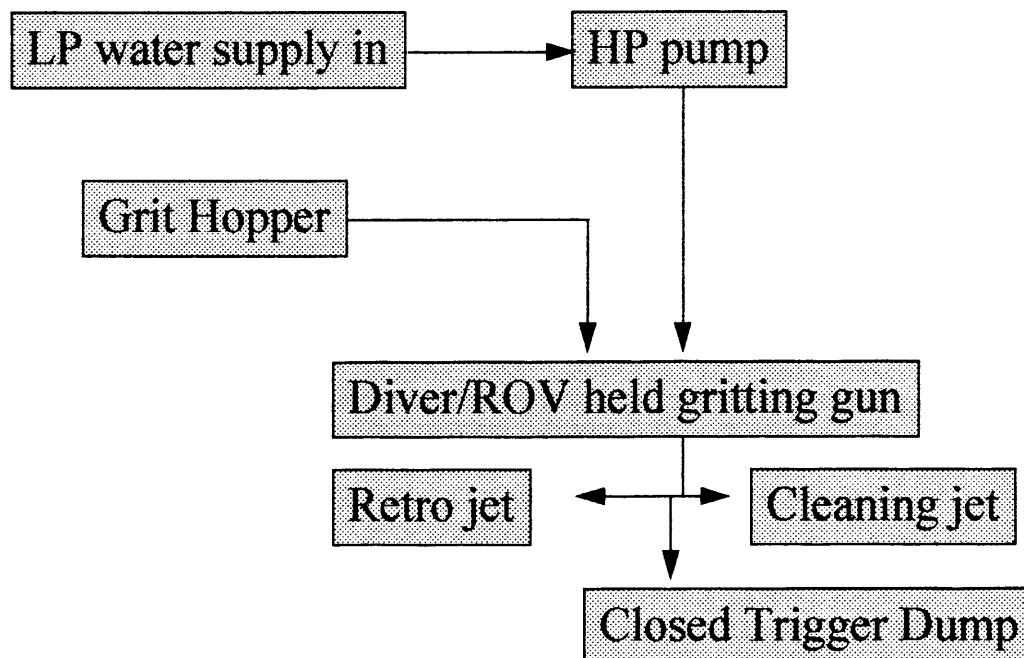 LP water supply in
HP pump
Grit Hopper
Diver/ROV held gritting gun
Retro jet
Cleaning jet
Closed Trigger Dump